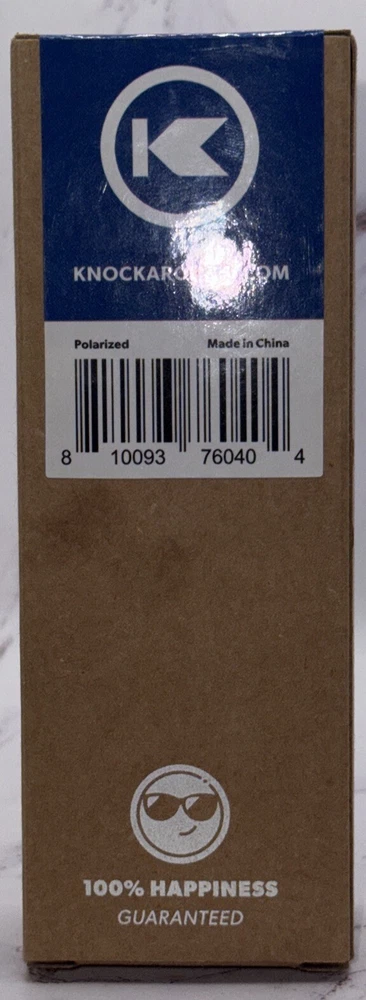 K
Polarized Made in China
8 10093 76040 4
100% HAPPINESS
GUARANTEED